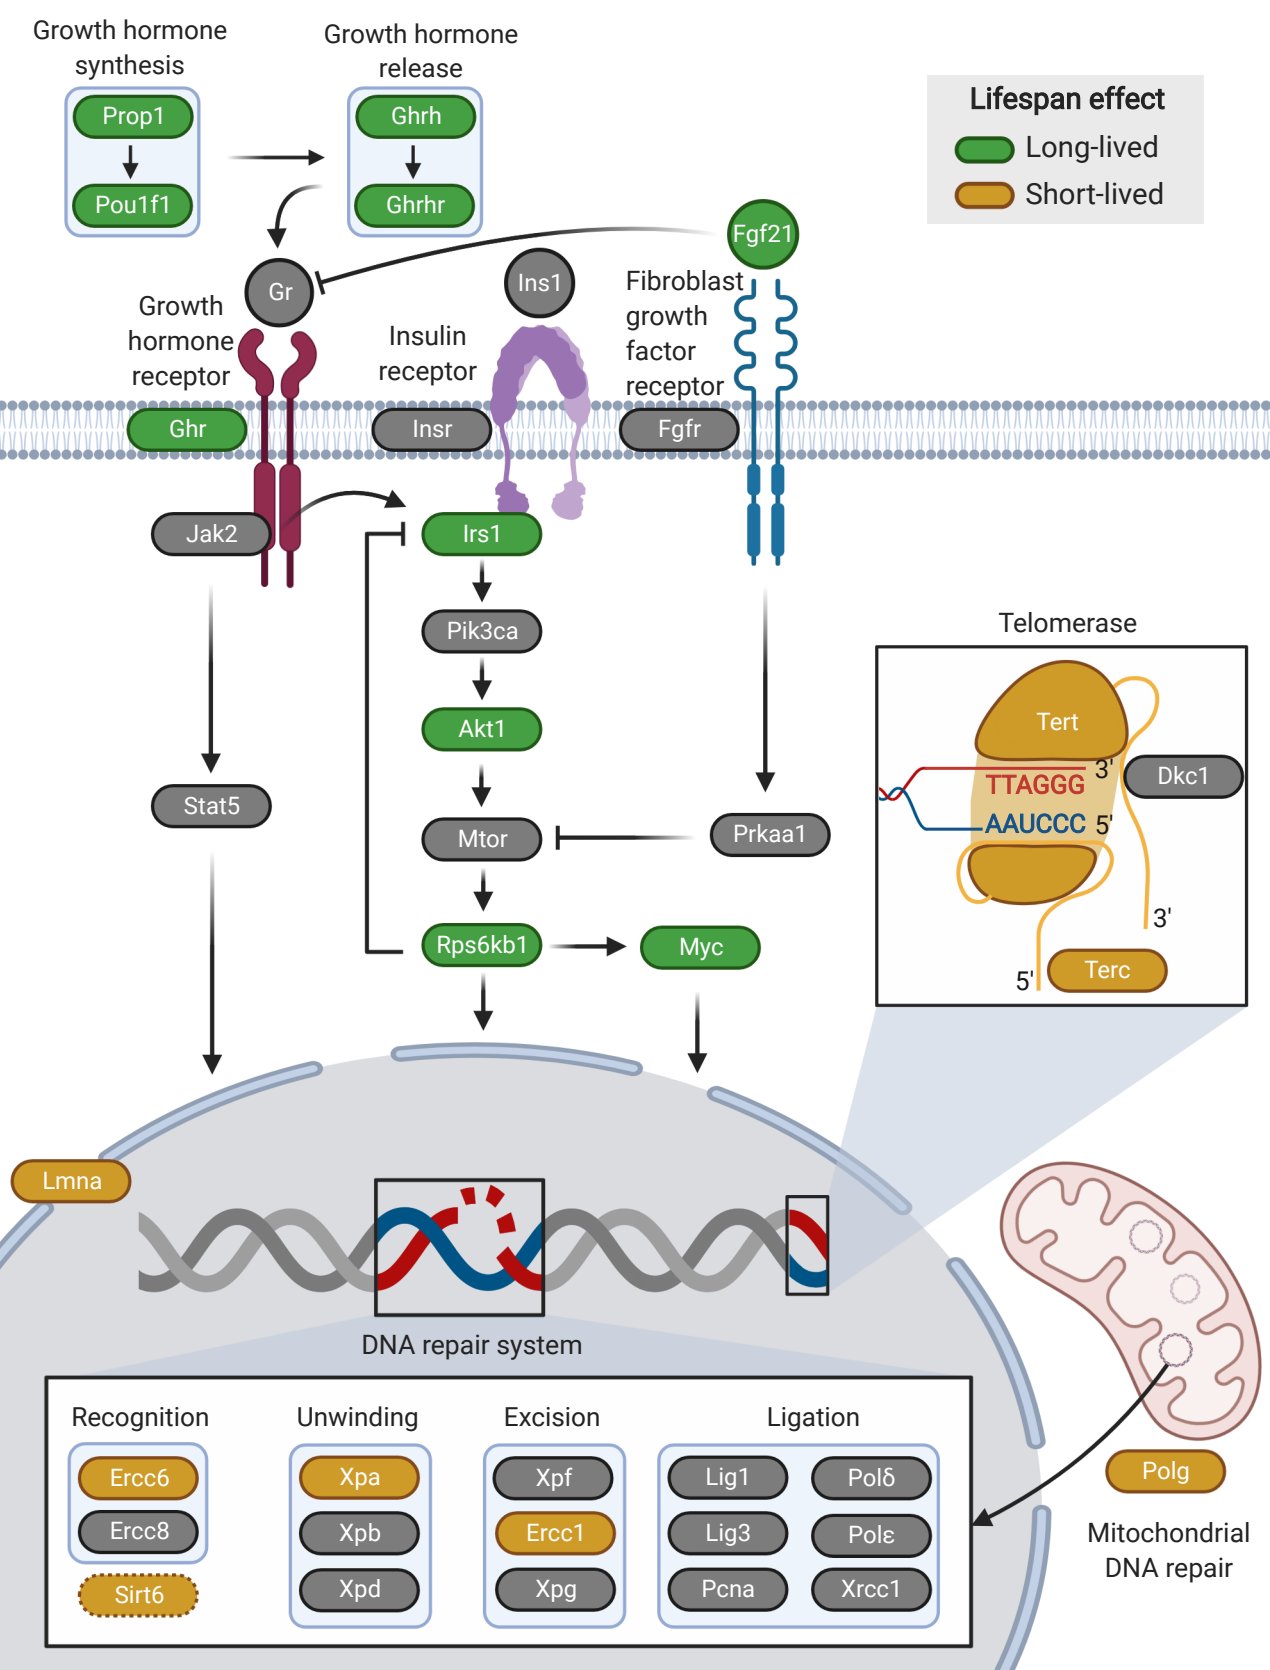 Growth hormone
synthesis
Prop1
Pou1f1
Growth hormone
release
Ghrh
Ghrhr
Lifespan effect
Long-lived
Short-lived
Fgf21
Gr
Ins1
Growth
hormone
receptor
Insulin
receptor
Fibroblast
growth
factor
receptor
Ghr
Insr
Fgfr
Jak2
Irs1
Pik3ca
Akt1
Stat5
Mtor
Prkaa1
Rps6kb1
Myc
Telomerase
Tert
3'
TTAGGG
Dkc1
AAUCCC 5'
3'
5'
Terc
Lmna
DNA repair system
Recognition
Ercc6
Ercc8
Sirt6
Unwinding
Xpa
Xpb
Xpd
Excision
Xpf
Ercc1
Xpg
Ligation
Lig1
Polδ
Lig3
Polε
Pcna
Xrcc1
Polg
Mitochondrial
DNA repair